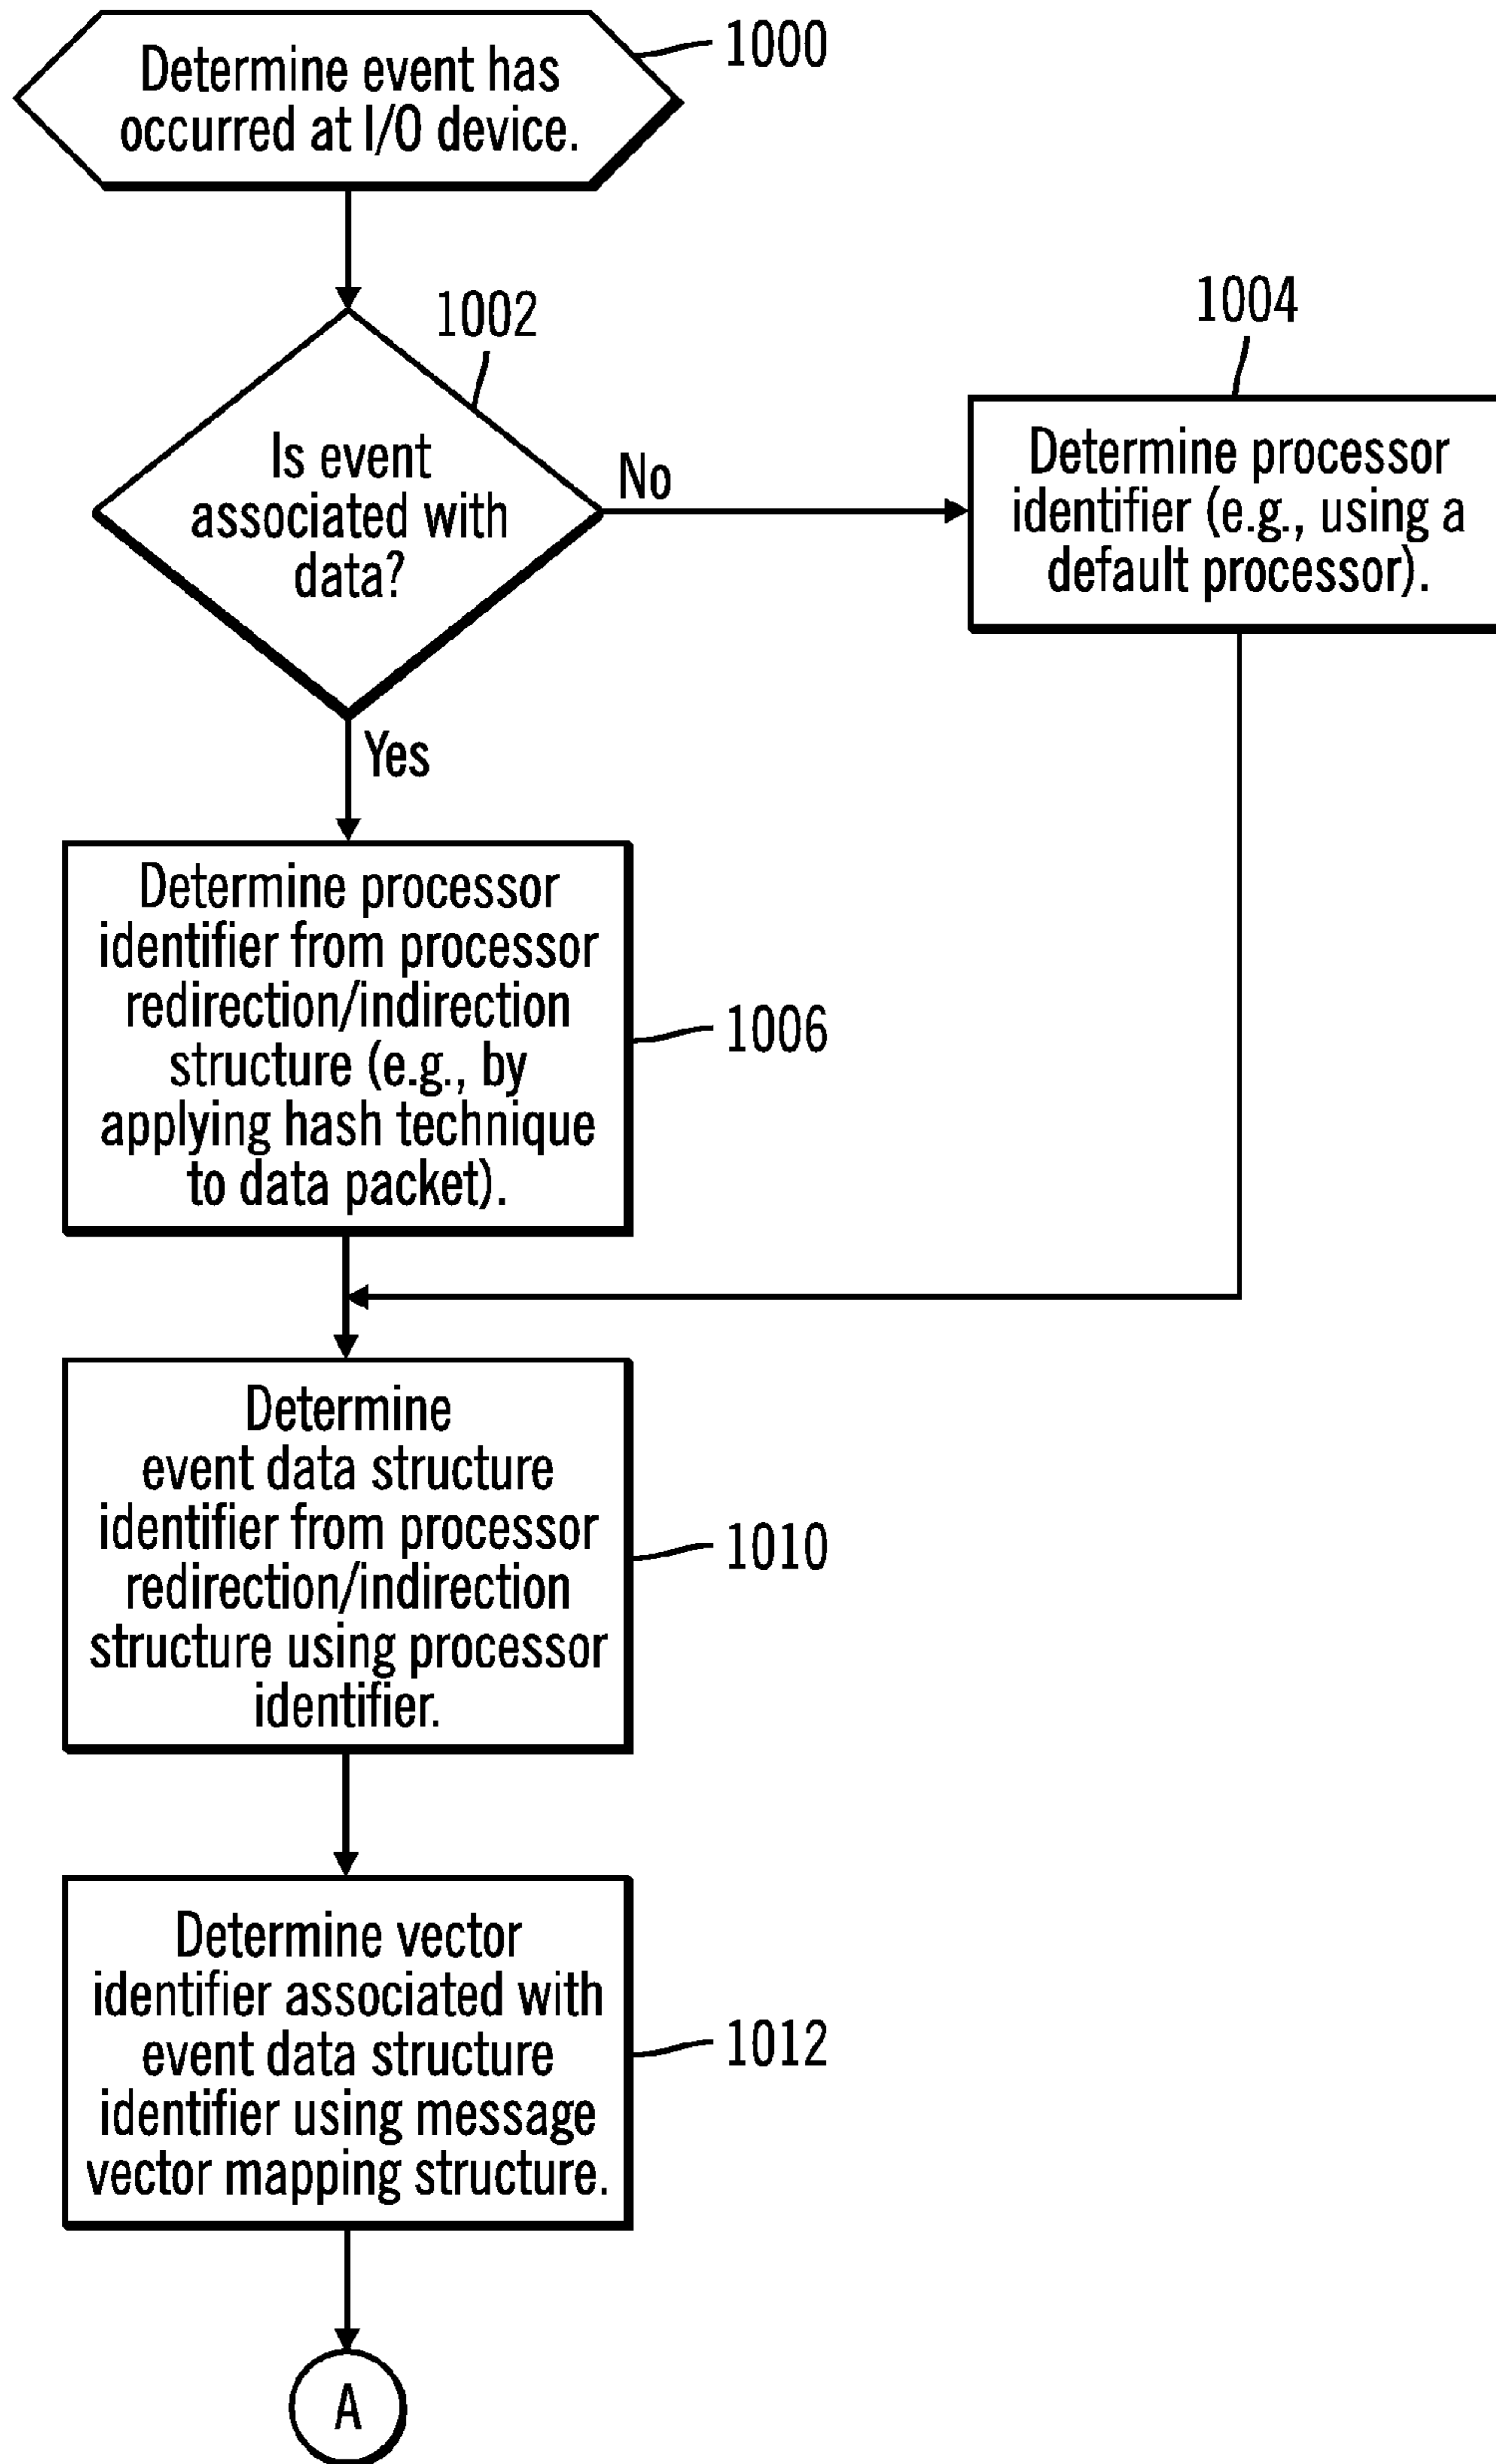 Determine event has
occurred at I/O device.
1000
1002
Is event
associated with
data?
No
1004
Determine processor
identifier (e.g., using a
default processor).
Yes
Determine processor
identifier from processor
redirection/indirection
structure (e.g., by
applying hash technique
to data packet).
1006
Determine
event data structure
identifier from processor
redirection/indirection
structure using processor
identifier.
1010
Determine vector
identifier associated with
event data structure
identifier using message
vector mapping structure.
1012
A